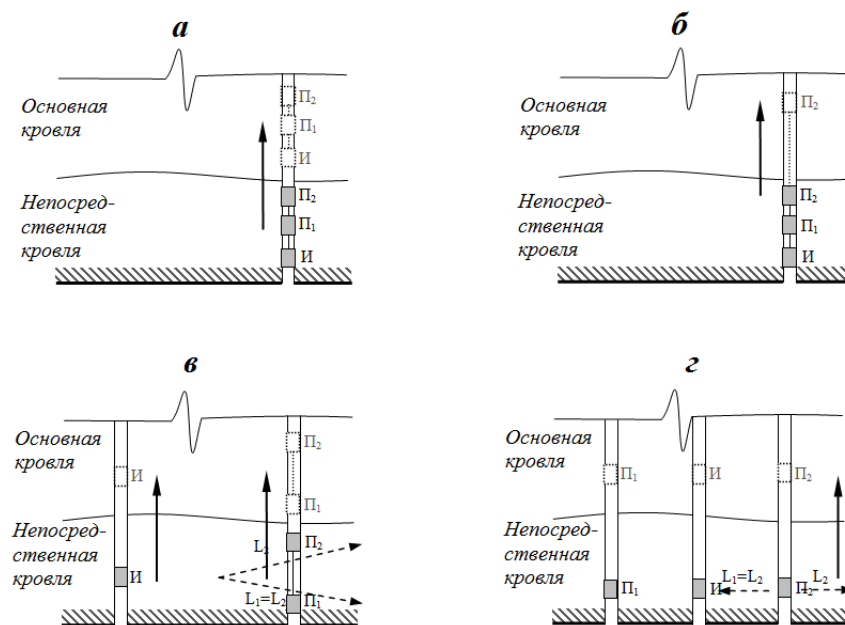 а
Основная
кровля
П₂
П₁
И
Непосред-
ственная
кровля
П₂
П₁
И
б
Основная
кровля
П₂
Непосред-
ственная
кровля
П₂
П₁
И
в
Основная
кровля
И
П₂
П₁
Непосред-
ственная
кровля
И
L₂
П₂
L₁=L₂
П₁
г
Основная
кровля
П₁
И
П₂
Непосред-
ственная
кровля
П₁
И
L₁=L₂
П₂
L₂